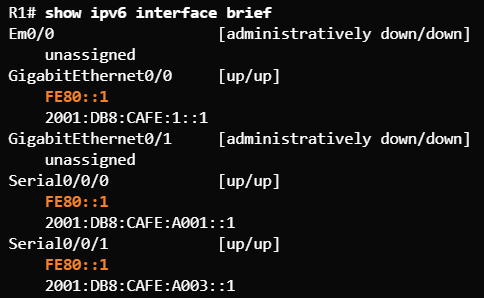 R1# show ipv6 interface brief
Em0/0 [administratively down/down]
unassigned
GigabitEthernet0/0 [up/up]
FE80::1
2001:DB8:CAFE:1::1
GigabitEthernet0/1 [administratively down/down]
unassigned
Serial0/0/0 [up/up]
FE80::1
2001:DB8:CAFE:A001::1
Serial0/0/1 [up/up]
FE80::1
2001:DB8:CAFE:A003::1